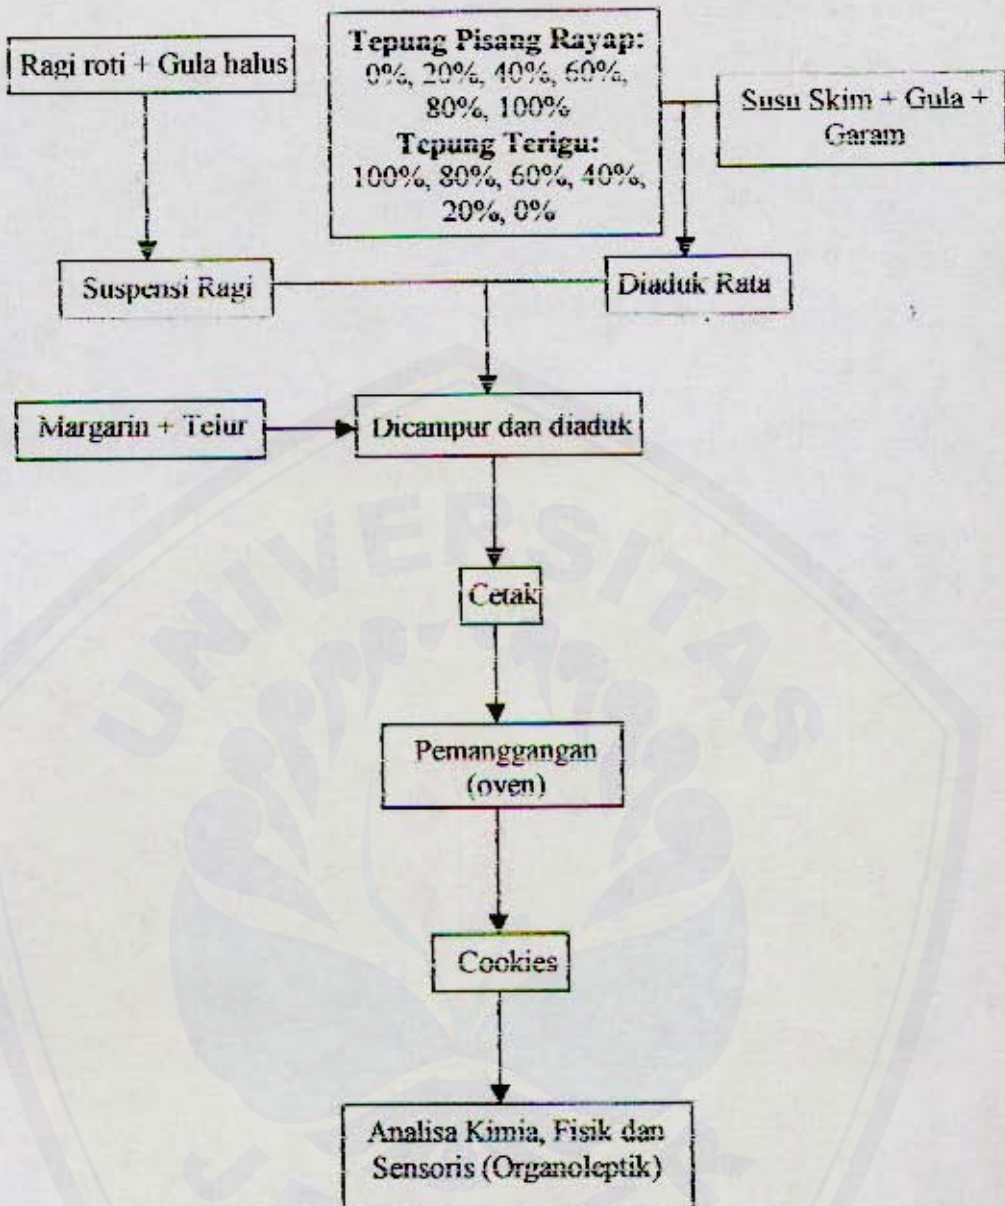 Ragi roti + Gula halus
Tepung Pisang Rayap:
0%, 20%, 40%, 60%,
80%, 100%
Tepung Terigu:
100%, 80%, 60%, 40%,
20%, 0%
Susu Skim + Gula +
Garam
Suspensi Ragi
Diaduk Rata
Margarin + Telur
Dicampur dan diaduk
Cetak
Pemanggangan
(oven)
Cookies
Analisa Kimia, Fisik dan
Sensoris (Organoleptik)
UNIVERSITAS